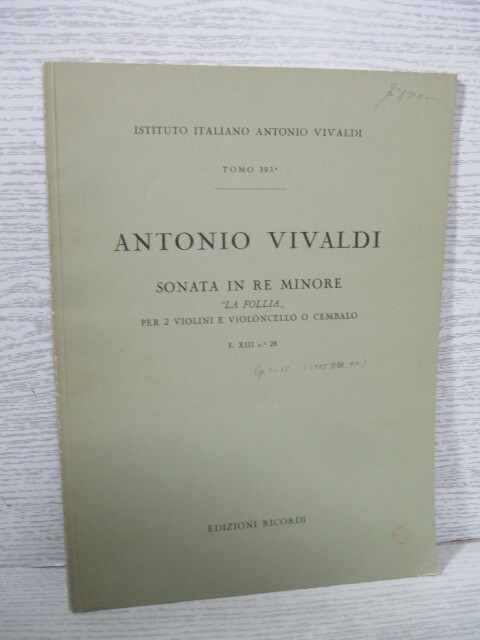 ISTITUTO ITALIANO ANTONIO VIVALDI
TOMO 393º
ANTONIO VIVALDI
SONATA IN RE MINORE
"LA FOLLIA„
PER 2 VIOLINI E VIOLONCELLO O CEMBALO
F. XIII n.º 28
EDIZIONI RICORDI